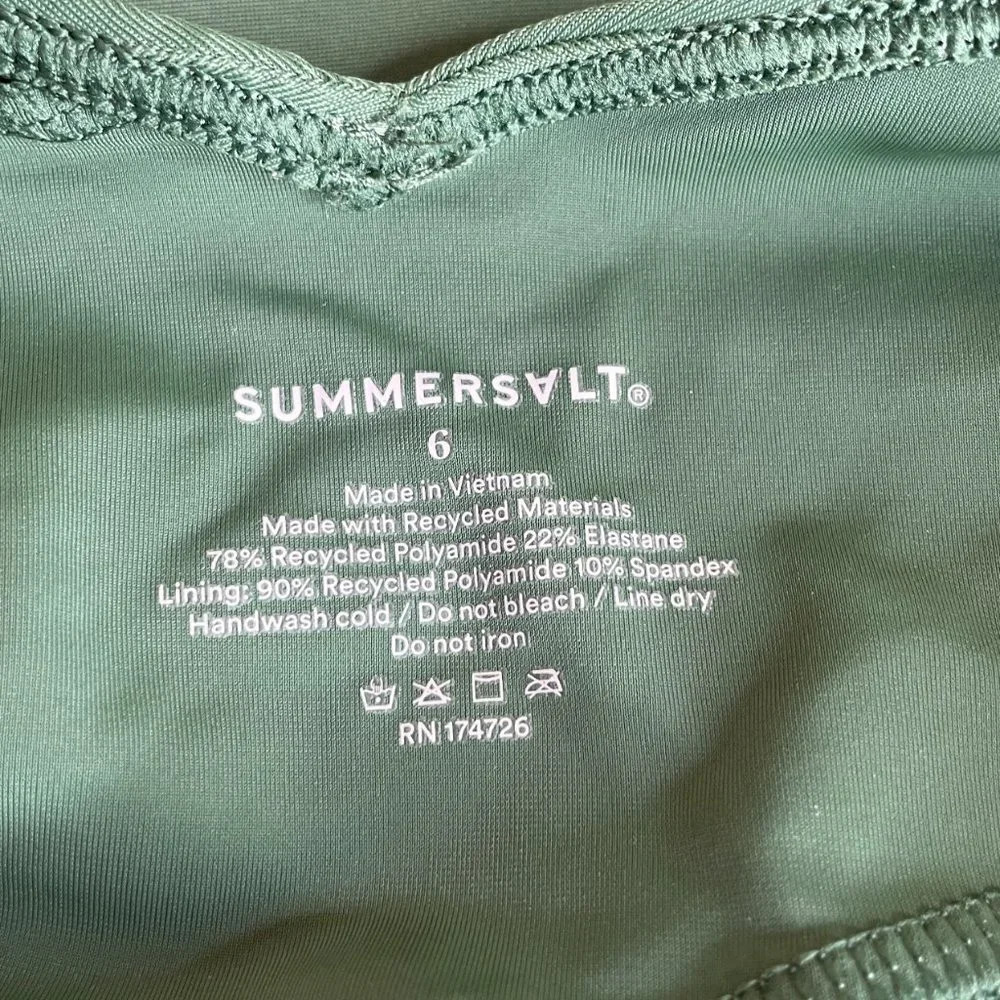 SUMMERSALT®
6
Made in Vietnam
Made with Recycled Materials
78% Recycled Polyamide 22% Elastane
Lining: 90% Recycled Polyamide 10% Spandex
Handwash cold / Do not bleach / Line dry
Do not iron
RN 174726